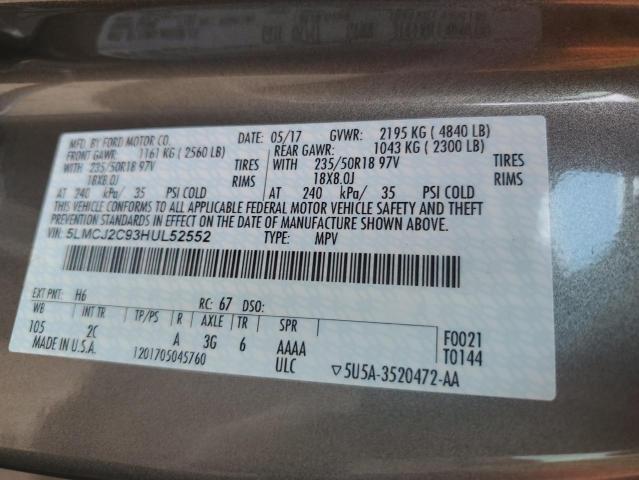 MFD. BY FORD MOTOR CO. DATE: 05/17 GVWR: 2195 KG ( 4840 LB)
FRONT GAWR: 1161 KG ( 2560 LB) REAR GAWR: 1043 KG ( 2300 LB)
WITH 235/50R18 97V TIRES WITH 235/50R18 97V TIRES
18X8.0J RIMS 18X8.0J RIMS
AT 240 kPa/ 35 PSI COLD AT 240 kPa/ 35 PSI COLD
THIS VEHICLE CONFORMS TO ALL APPLICABLE FEDERAL MOTOR VEHICLE SAFETY AND THEFT
PREVENTION STANDARDS IN EFFECT ON THE DATE OF MANUFACTURE SHOWN ABOVE.
VIN: 5LMCJ2C93HUL52552 TYPE: MPV
EXT PNT: H6 RC: 67 DSO:
WB INT TR TP/PS R AXLE TR SPR
105 2C A 3G 6 AAAA F0021
MADE IN U.S.A. 1201705045760 ULC T0144
▽5U5A-3520472-AA